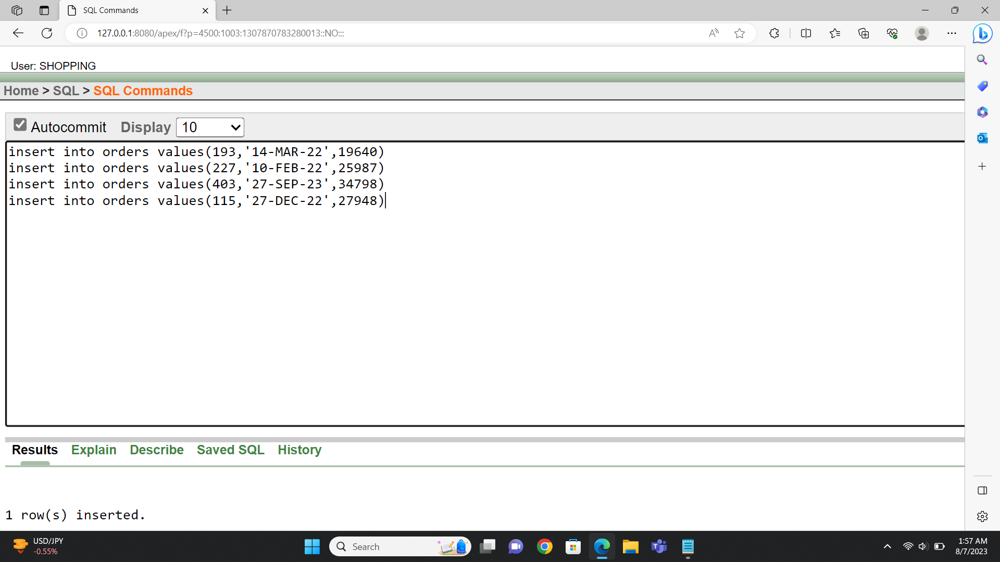 SQL Commands
127.0.0.1:8080/apex/f?p=4500:1003:1307870783280013::NO:::
User: SHOPPING
Home > SQL > SQL Commands
Autocommit Display 10
insert into orders values(193,'14-MAR-22',19640)
insert into orders values(227,'10-FEB-22',25987)
insert into orders values(403,'27-SEP-23',34798)
insert into orders values(115,'27-DEC-22',27948)
Results Explain Describe Saved SQL History
1 row(s) inserted.
USD/JPY
-0.55%
Search
1:57 AM
8/7/2023